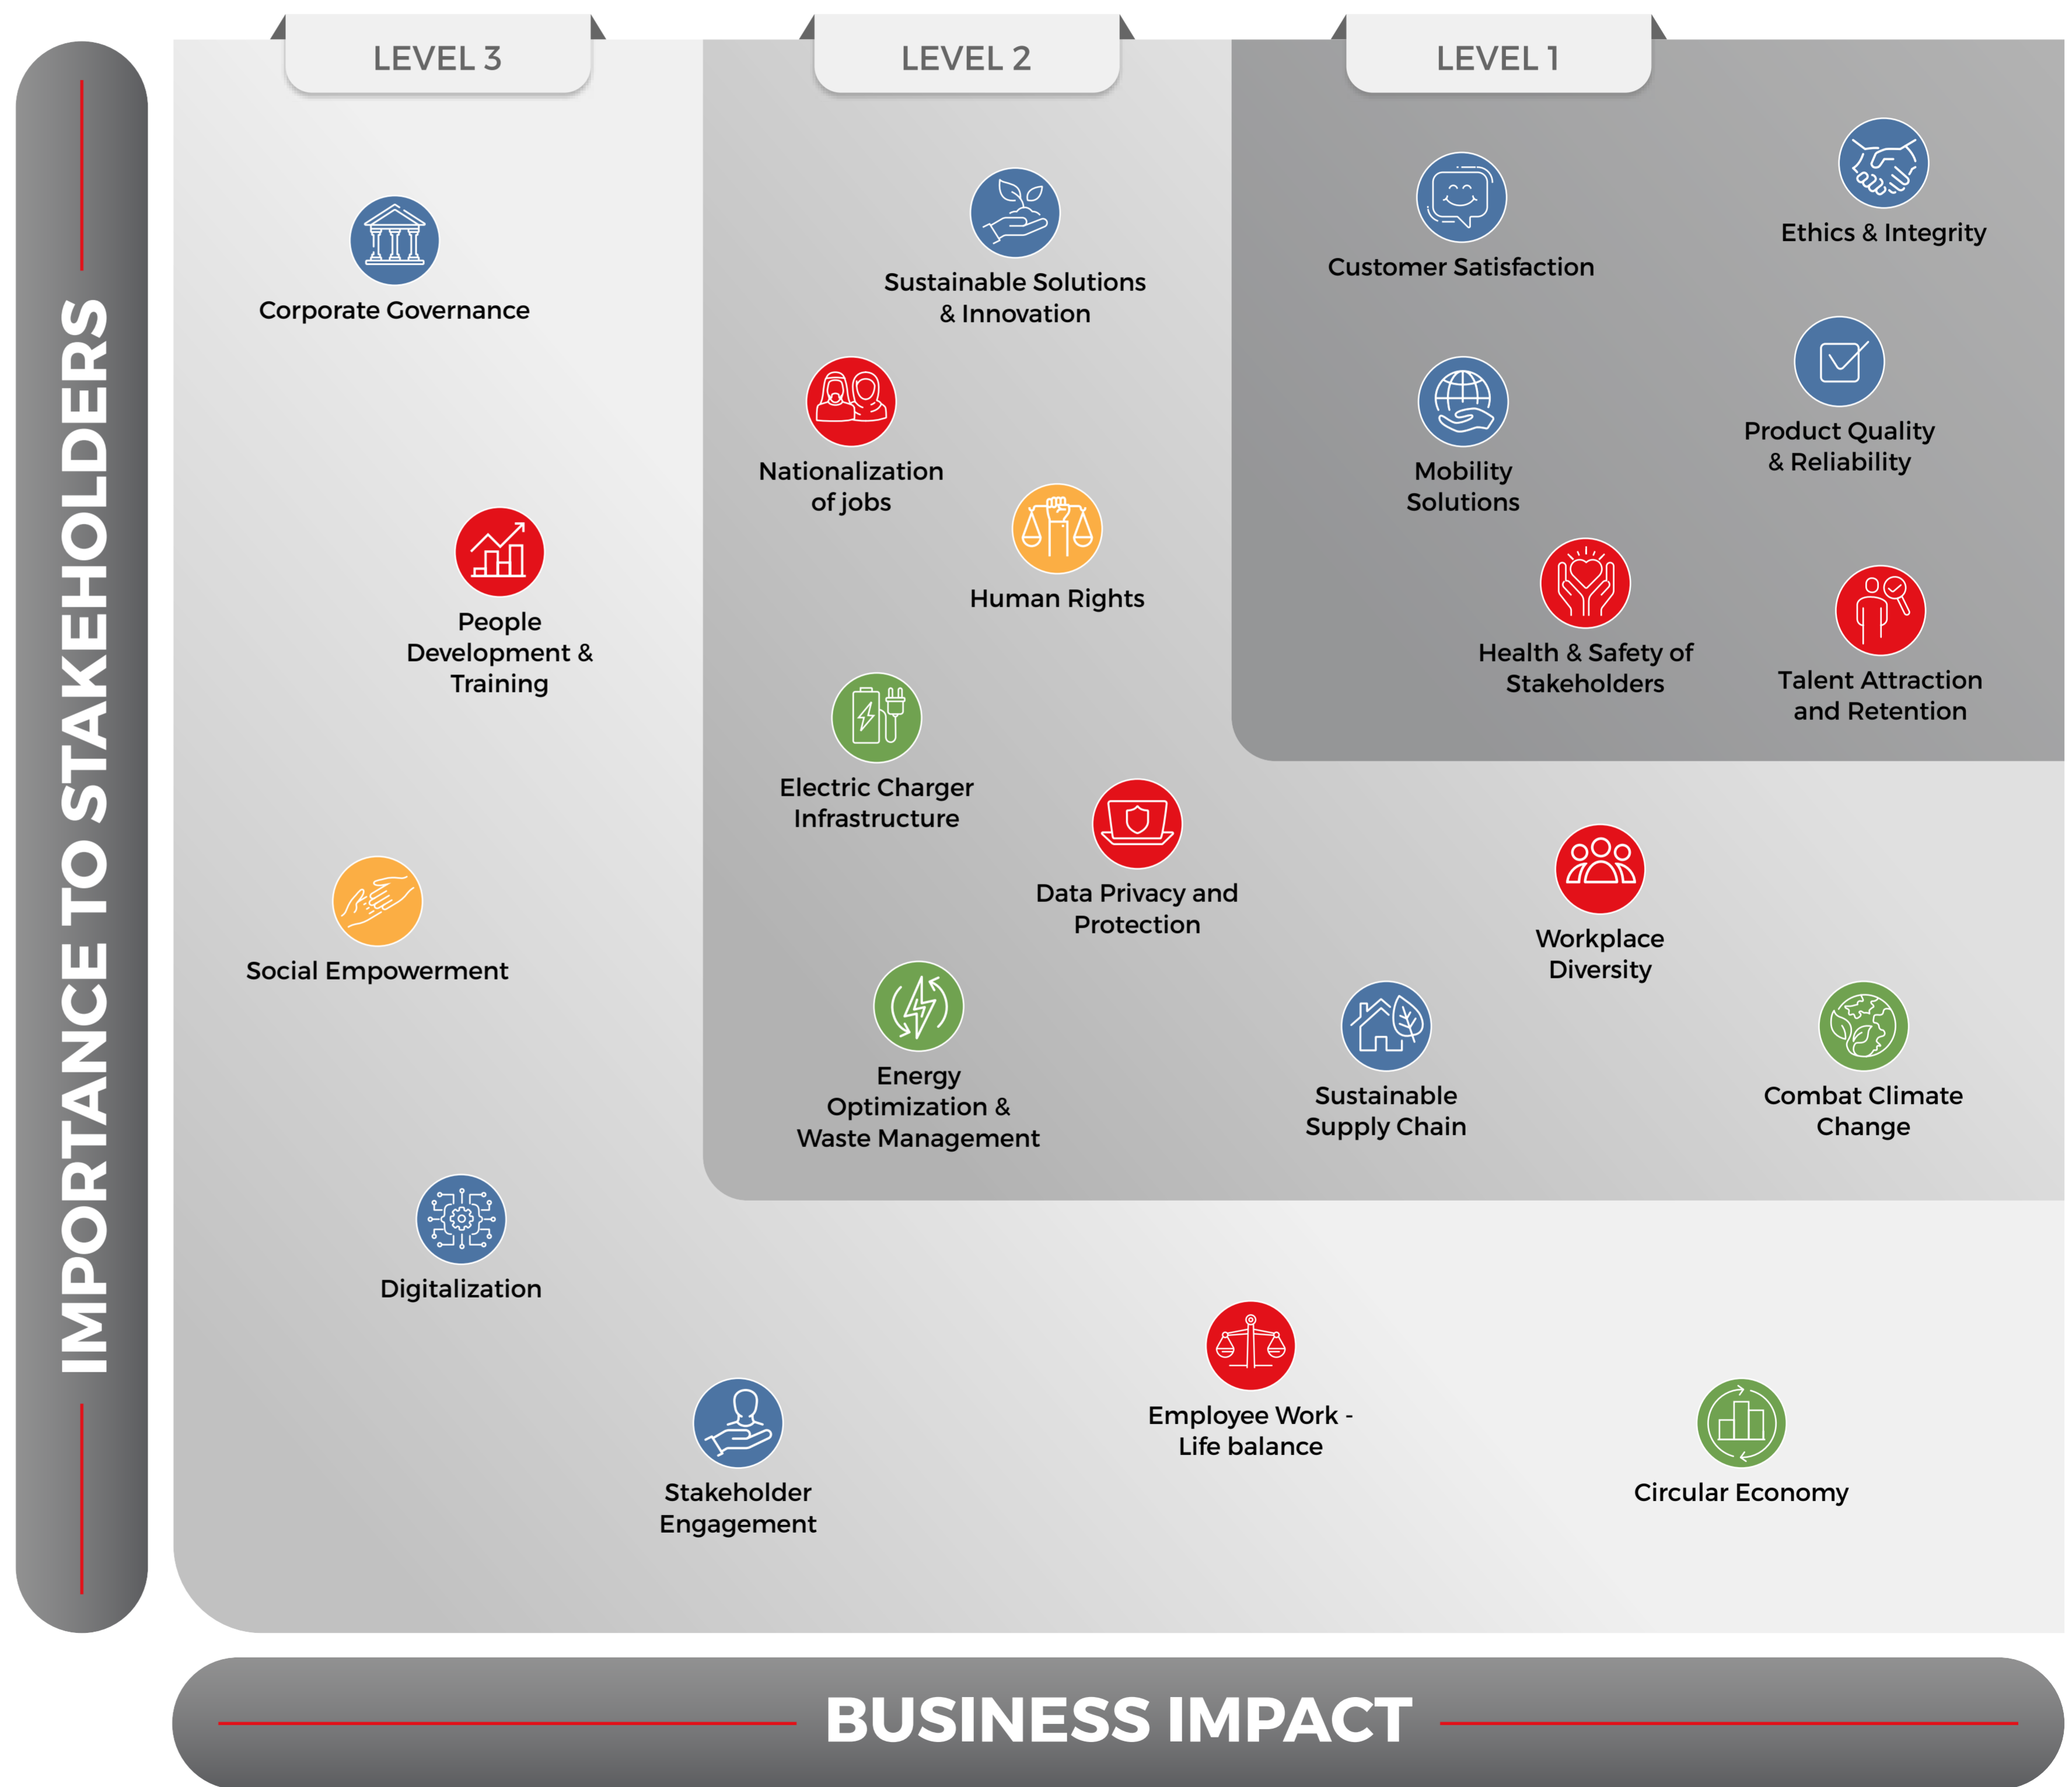 LEVEL 3
LEVEL 2
LEVEL 1
IMPORTANCE TO STAKEHOLDERS
Corporate Governance
People
Development &
Training
Social Empowerment
Digitalization
Stakeholder
Engagement
Employee Work -
Life balance
Circular Economy
Sustainable Solutions
& Innovation
Nationalization
of jobs
Human Rights
Electric Charger
Infrastructure
Data Privacy and
Protection
Energy
Optimization &
Waste Management
Sustainable
Supply Chain
Workplace
Diversity
Combat Climate
Change
Customer Satisfaction
Ethics & Integrity
Mobility
Solutions
Product Quality
& Reliability
Health & Safety of
Stakeholders
Talent Attraction
and Retention
BUSINESS IMPACT